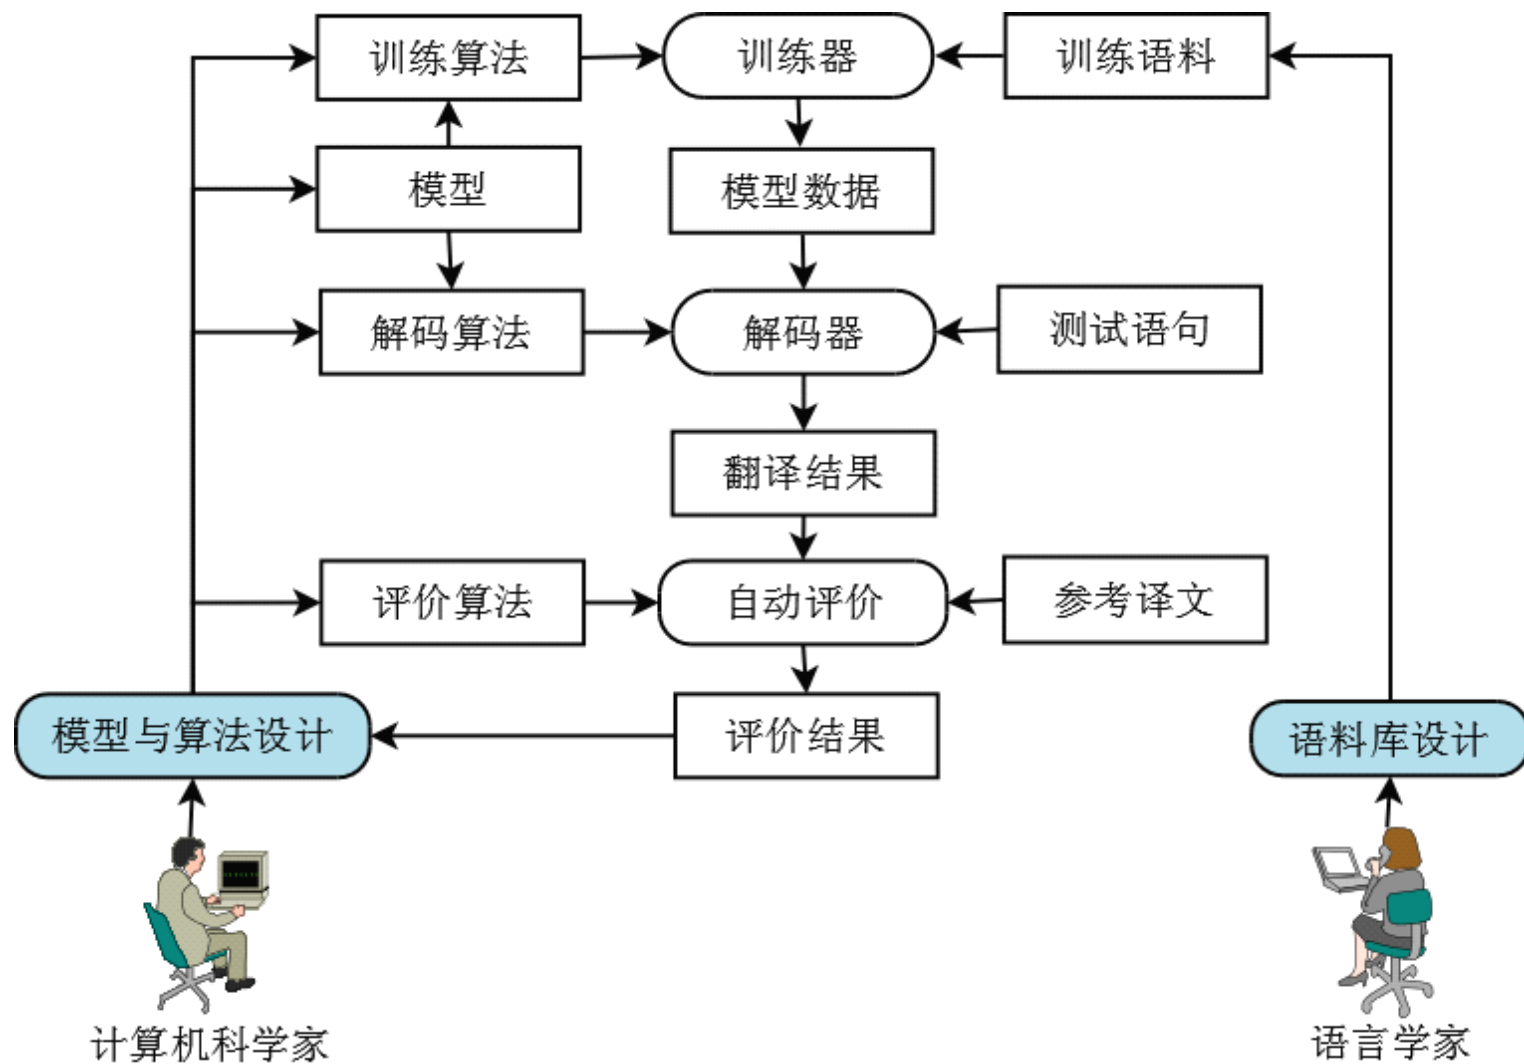 训练算法
训练器
训练语料
模型
模型数据
解码算法
解码器
测试语句
翻译结果
评价算法
自动评价
参考译文
模型与算法设计
评价结果
语料库设计
计算机科学家
语言学家